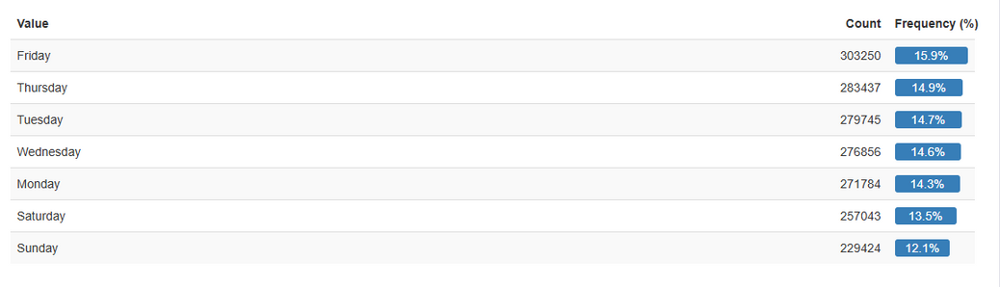 Value Count Frequency (%)
Friday 303250 15.9%
Thursday 283437 14.9%
Tuesday 279745 14.7%
Wednesday 276856 14.6%
Monday 271784 14.3%
Saturday 257043 13.5%
Sunday 229424 12.1%